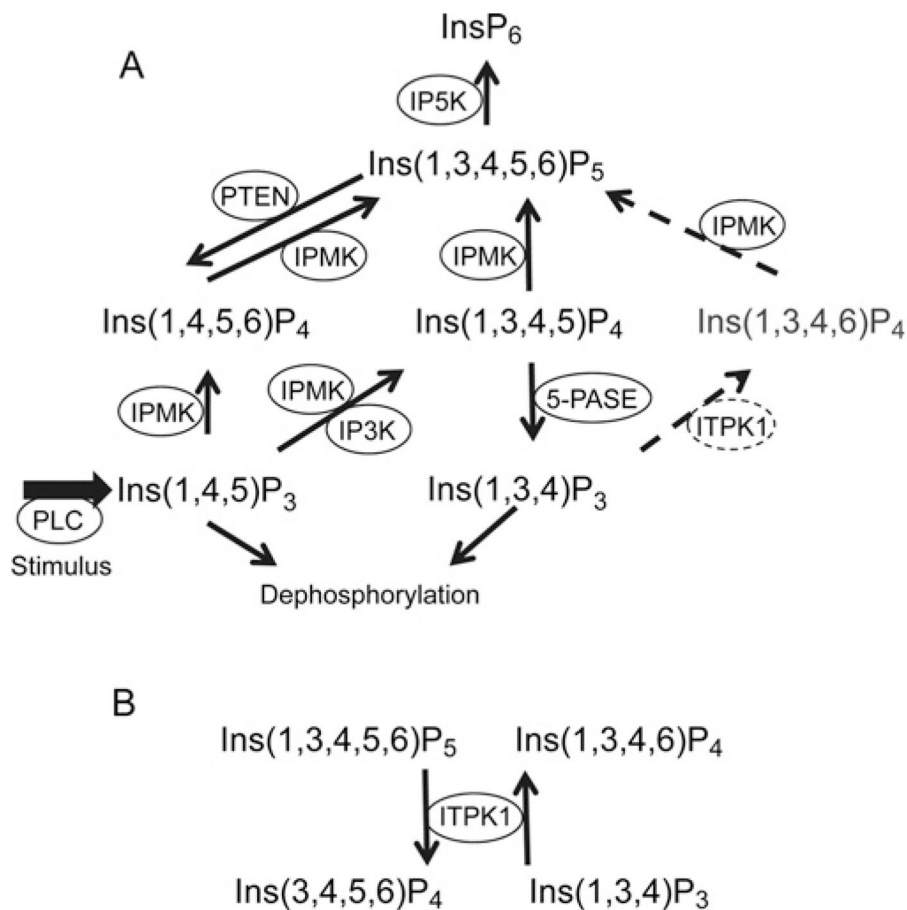 InsP6
A
IP5K
Ins(1,3,4,5,6)P5
PTEN
IPMK
IPMK
IPMK
Ins(1,4,5,6)P4
Ins(1,3,4,5)P4
Ins(1,3,4,6)P4
IPMK
IPMK
IP3K
5-PASE
ITPK1
Ins(1,4,5)P3
Ins(1,3,4)P3
PLC
Stimulus
Dephosphorylation
B
Ins(1,3,4,5,6)P5
Ins(1,3,4,6)P4
ITPK1
Ins(3,4,5,6)P4
Ins(1,3,4)P3